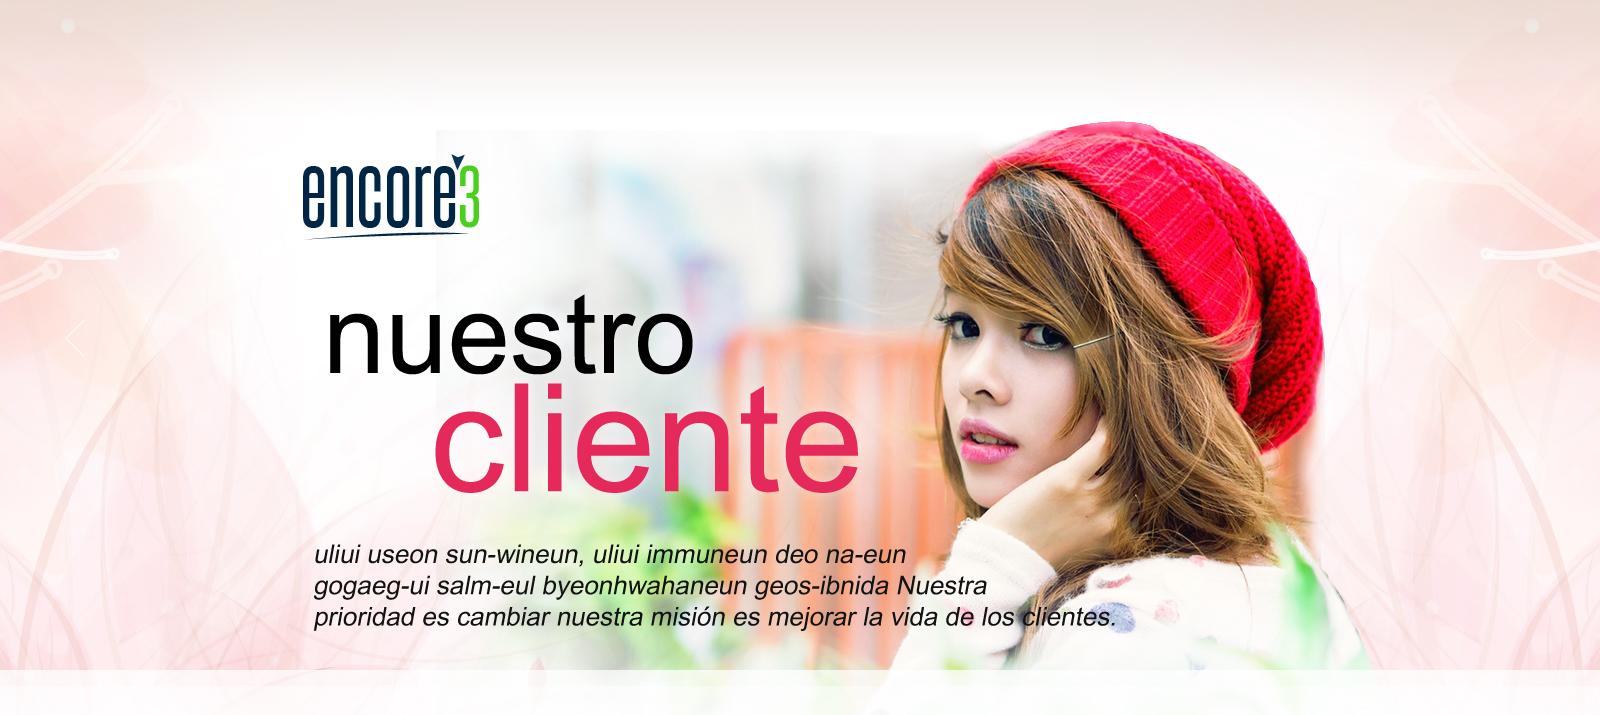 encore3
nuestro
cliente
uliui useon sun-wineun, uliui immuneun deo na-eun
gogaeg-ui salm-eul byeonhwahaneun geos-ibnida Nuestra
prioridad es cambiar nuestra misión es mejorar la vida de los clientes.